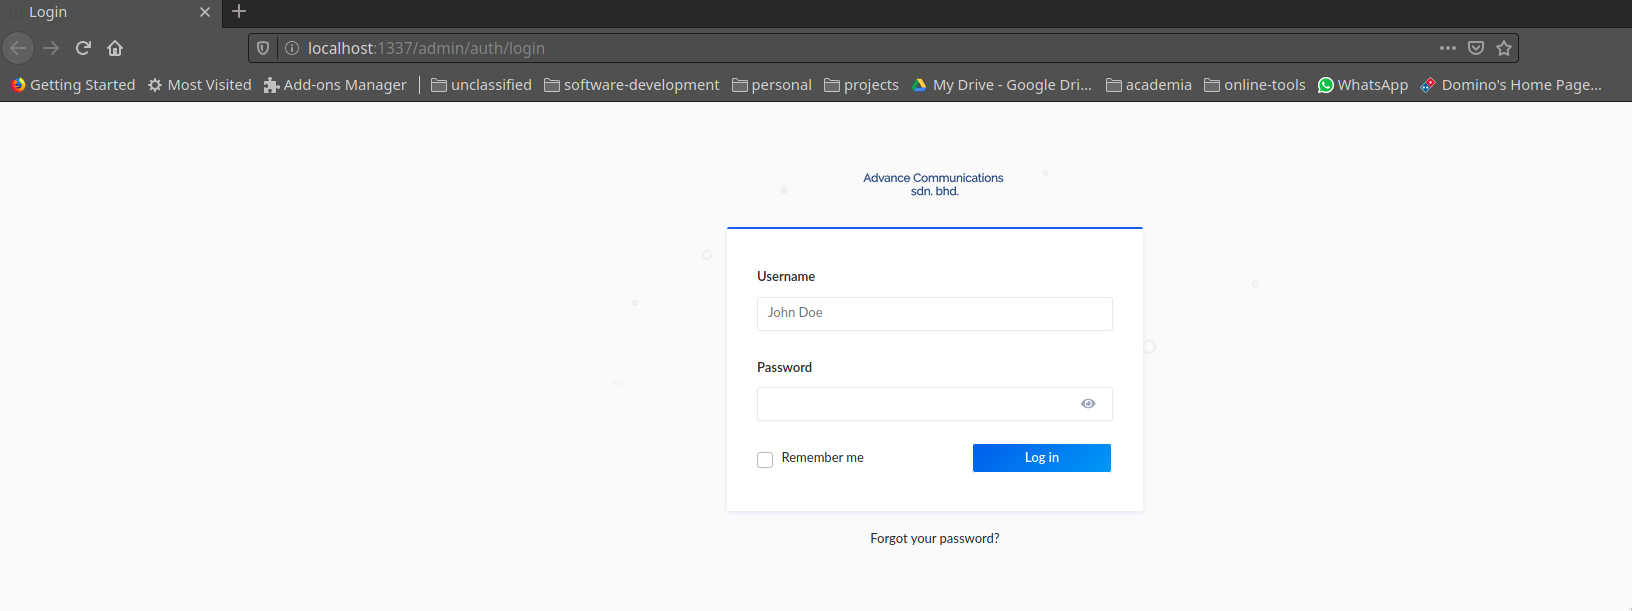 Login
localhost:1337/admin/auth/login
Getting Started Most Visited Add-ons Manager unclassified software-development personal projects My Drive - Google Dri... academia online-tools WhatsApp Domino's Home Page...
Advance Communications
sdn. bhd.
Username
John Doe
Password
Remember me Log in
Forgot your password?